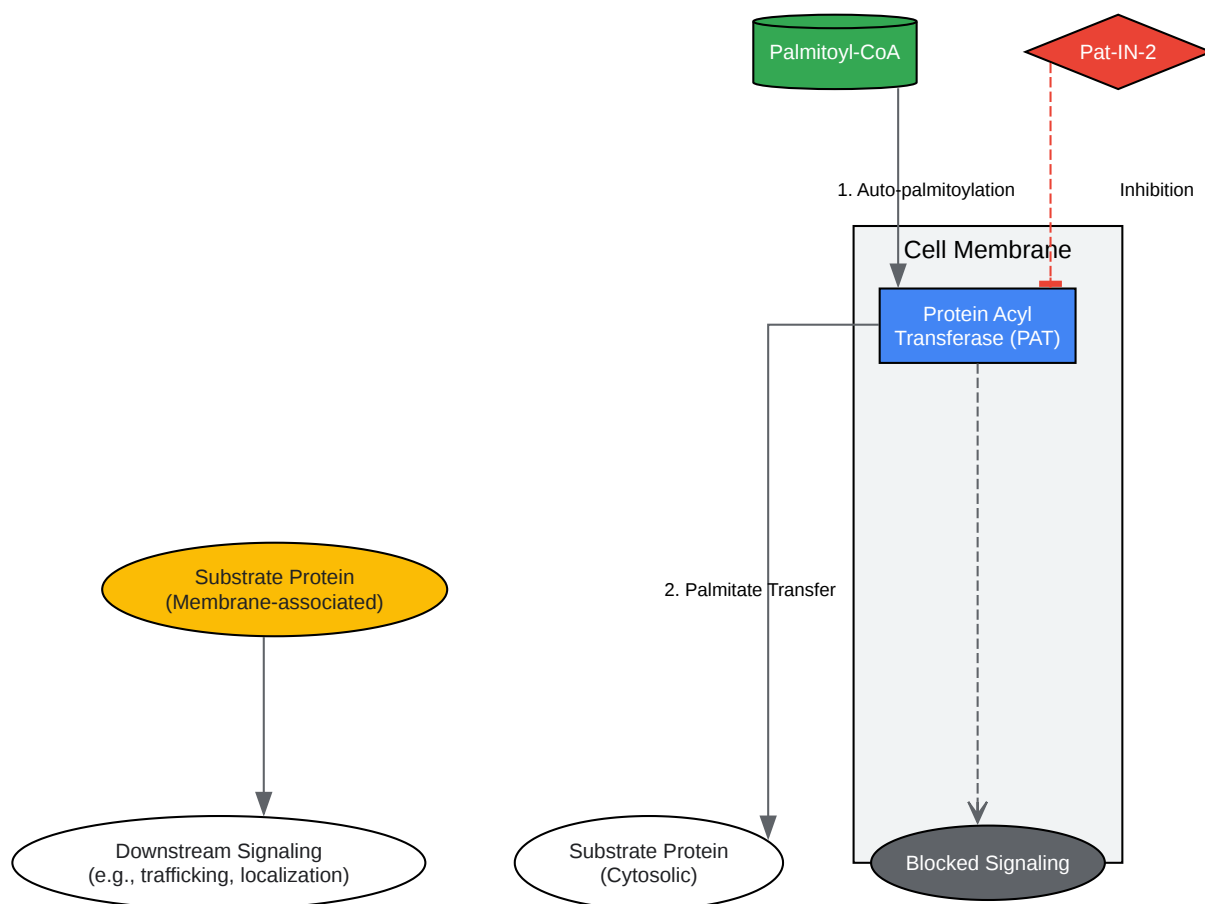 Palmitoyl-CoA
Pat-IN-2
1. Auto-palmitoylation
Inhibition
Cell Membrane
Protein Acyl
Transferase (PAT)
Substrate Protein
(Membrane-associated)
2. Palmitate Transfer
Downstream Signaling
(e.g., trafficking, localization)
Substrate Protein
(Cytosolic)
Blocked Signaling